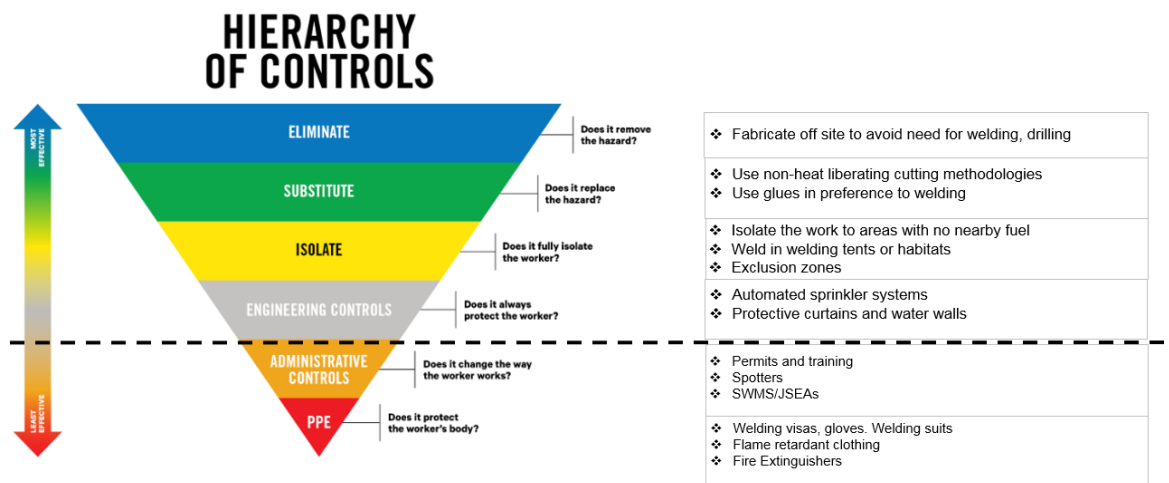 HIERARCHY
OF CONTROLS
MOST
EFFECTIVE
LEAST
EFFECTIVE
ELIMINATE
Does it remove
the hazard?
❖ Fabricate off site to avoid need for welding, drilling
SUBSTITUTE
Does it replace
the hazard?
❖ Use non-heat liberating cutting methodologies
❖ Use glues in preference to welding
ISOLATE
Does it fully isolate
the worker?
❖ Isolate the work to areas with no nearby fuel
❖ Weld in welding tents or habitats
❖ Exclusion zones
ENGINEERING CONTROLS
Does it always
protect the worker?
❖ Automated sprinkler systems
❖ Protective curtains and water walls
ADMINISTRATIVE
CONTROLS
Does it change the way
the worker works?
❖ Permits and training
❖ Spotters
❖ SWMS/JSEAs
PPE
Does it protect
the worker's body?
❖ Welding visas, gloves. Welding suits
❖ Flame retardant clothing
❖ Fire Extinguishers